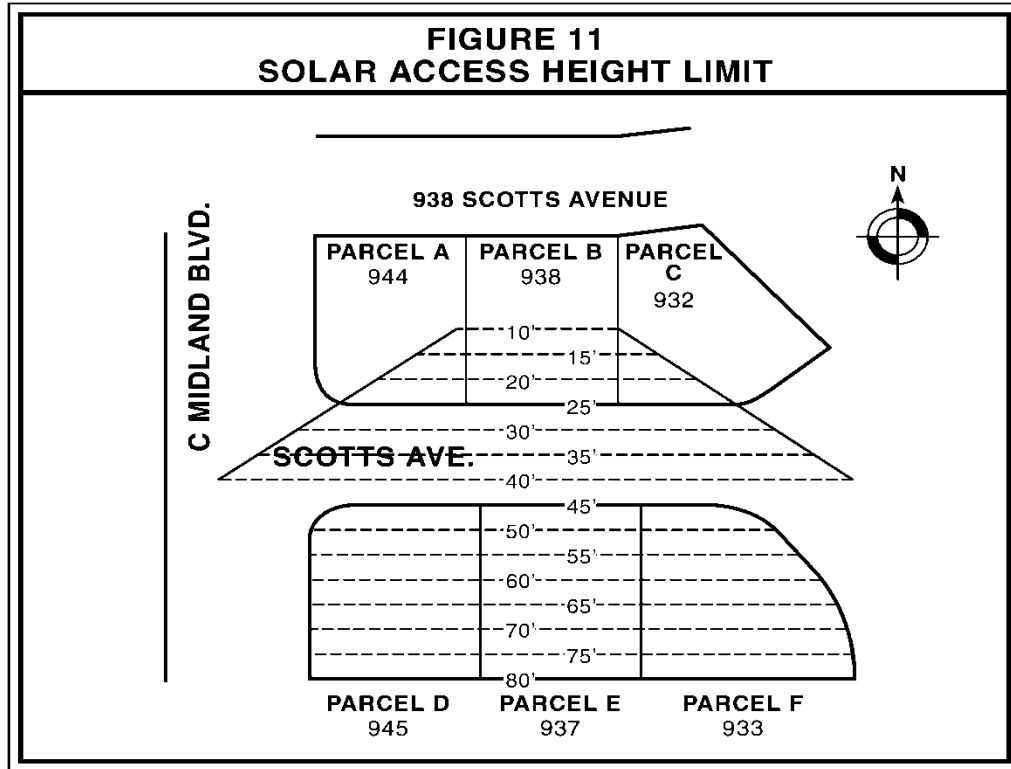 FIGURE 11
SOLAR ACCESS HEIGHT LIMIT
N
938 SCOTTS AVENUE
C MIDLAND BLVD.
PARCEL A
944
PARCEL B
938
PARCEL
C
932
10'
15'
20'
25'
30'
SCOTTS AVE.
35'
40'
45'
50'
55'
60'
65'
70'
75'
80'
PARCEL D
945
PARCEL E
937
PARCEL F
933